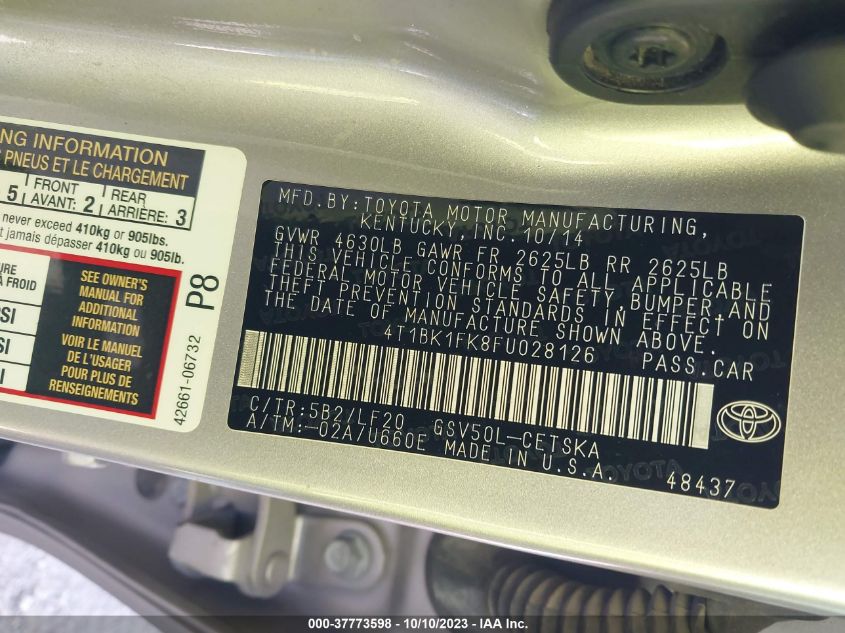 NG INFORMATION
PNEUS ET LE CHARGEMENT
5 FRONT AVANT: 2 REAR ARRIÈRE: 3
never exceed 410kg or 905lbs.
jamais dépasser 410kg ou 905lb.
URE
À FROID
SI
SI
SEE OWNER'S
MANUAL FOR
ADDITIONAL
INFORMATION
VOIR LE MANUEL
DE L'USAGER
POUR PLUS DE
RENSEIGNEMENTS
P8
42661-06732
MFD.BY:TOYOTA MOTOR MANUFACTURING,
KENTUCKY, INC. 10/14
GVWR 4630LB GAWR FR 2625LB RR 2625LB
THIS VEHICLE CONFORMS TO ALL APPLICABLE
FEDERAL MOTOR VEHICLE SAFETY, BUMPER, AND
THEFT PREVENTION STANDARDS IN EFFECT ON
THE DATE OF MANUFACTURE SHOWN ABOVE.
4T1BK1FK8FU028126 PASS.CAR
C/TR:5B2/LF20 GSV50L-CETSKA
A/TM:-02A/U660E MADE IN U.S.A.
48437
TOYOTA
000-37773598 - 10/10/2023 - © IAA Inc.